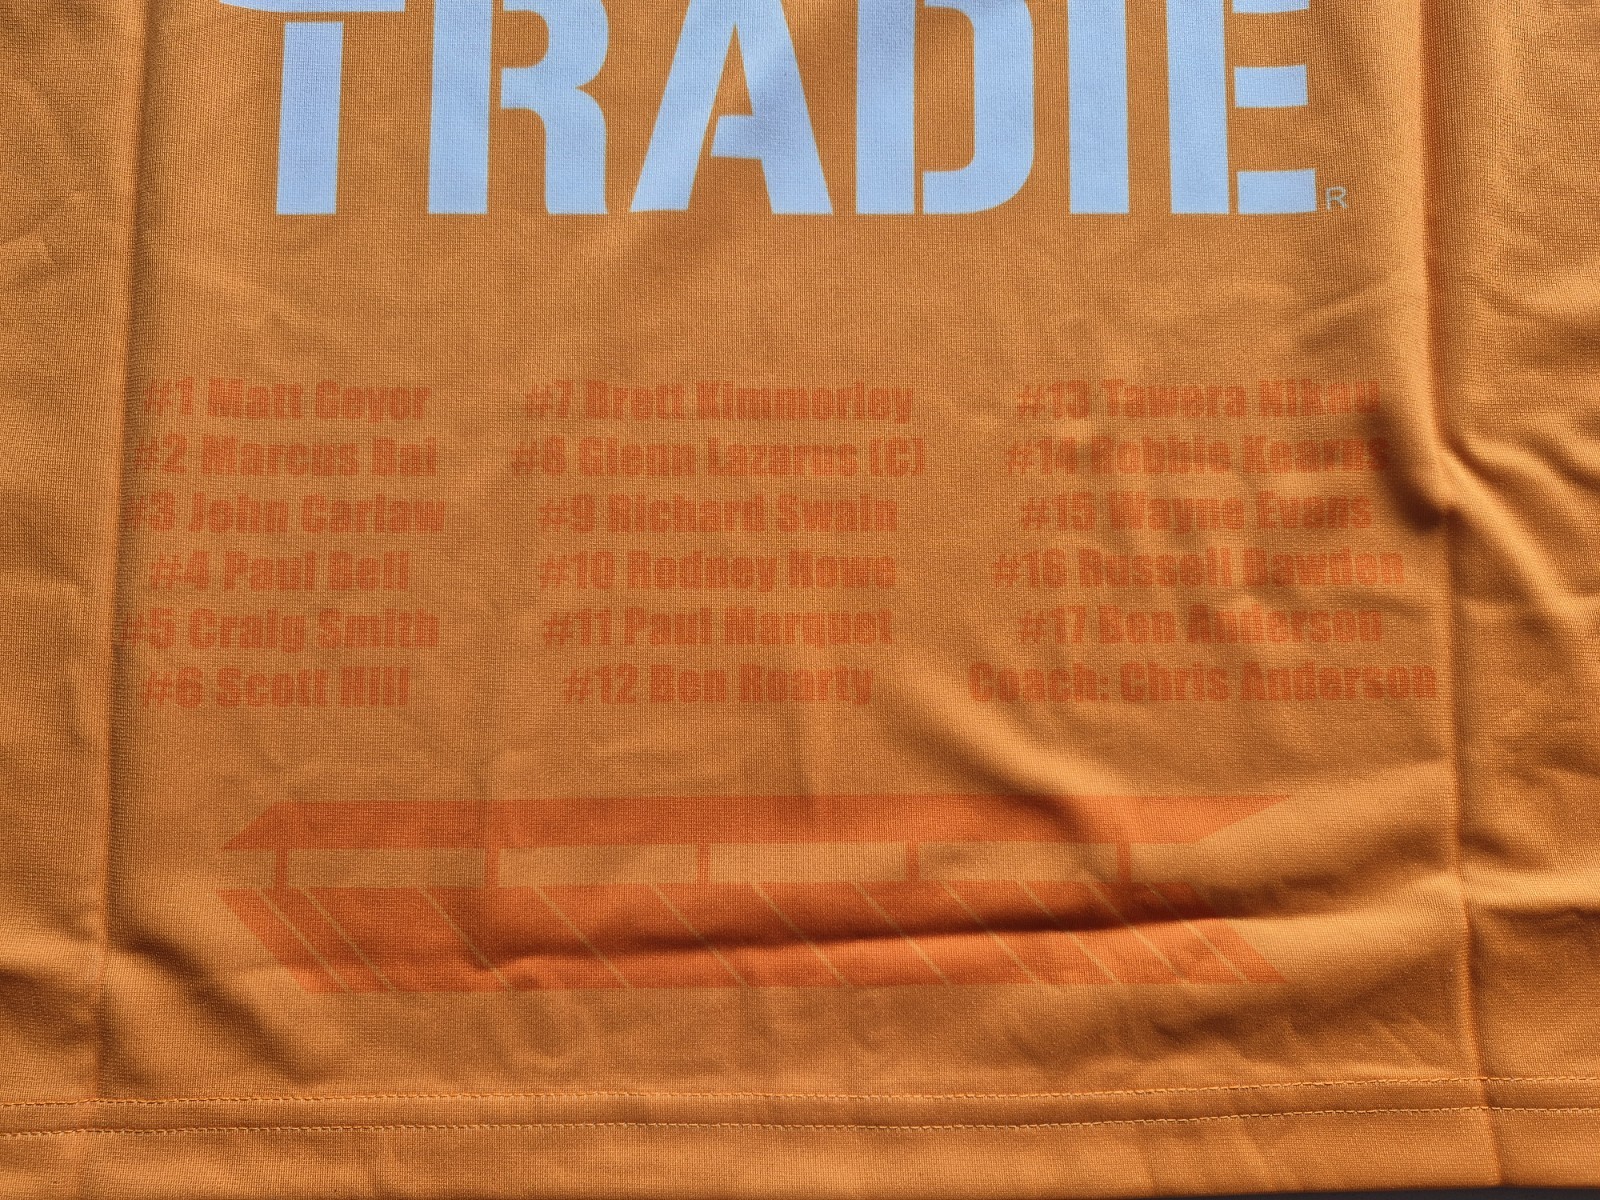 TRADIE
R
#1 Matt Geyer
#2 Marcus Bai
#3 John Carlaw
#4 Paul Bell
#5 Craig Smith
#6 Scott Hill
#7 Brett Kimmorley
#8 Glenn Lazarus (C)
#9 Richard Swain
#10 Rodney Howe
#11 Paul Marquet
#12 Ben Roarty
#13 Tawera Nikau
#14 Robbie Kearns
#15 Wayne Evans
#16 Russell Bawden
#17 Ben Anderson
Coach: Chris Anderson